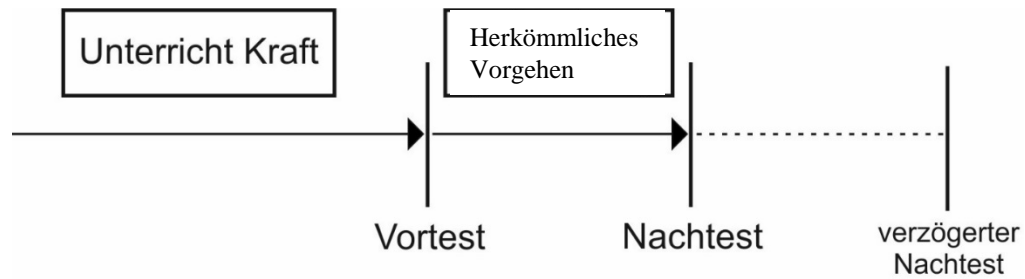 Unterricht Kraft
Herkömmliches
Vorgehen
Vortest
Nachtest
verzögerter
Nachtest